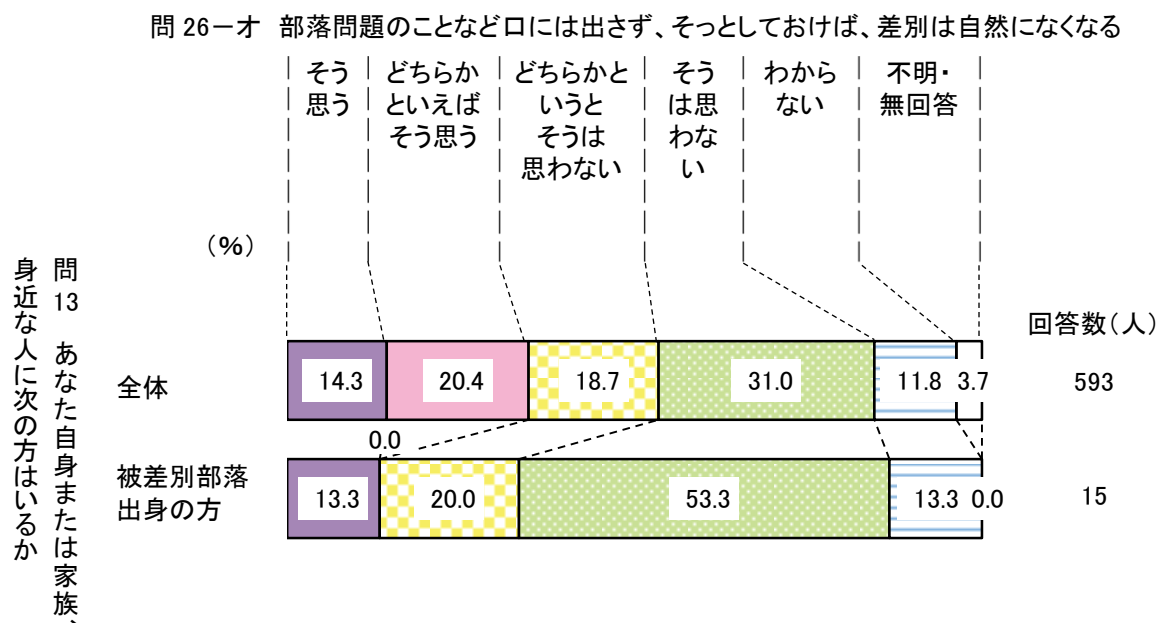 問 26－オ 部落問題のことなど口には出さず、そっとしておけば、差別は自然になくなる
そう
思う
どちらか
といえば
そう思う
どちらかと
いうと
そうは
思わない
そう
は思
わな
い
わから
ない
不明・
無回答
（％）
回答数（人）
問 13 あなた自身または家族、
身近な人に次の方はいるか
全体
14.3
20.4
18.7
31.0
11.8
3.7
593
0.0
被差別部落
出身の方
13.3
20.0
53.3
13.3
0.0
15